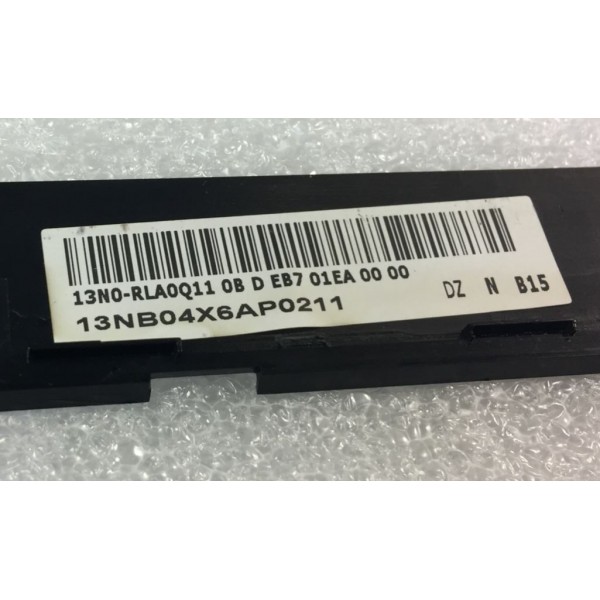 13N0-RLA0Q11 0B D EB7 01EA 00 00
13NB04X6AP0211
DZ N B15